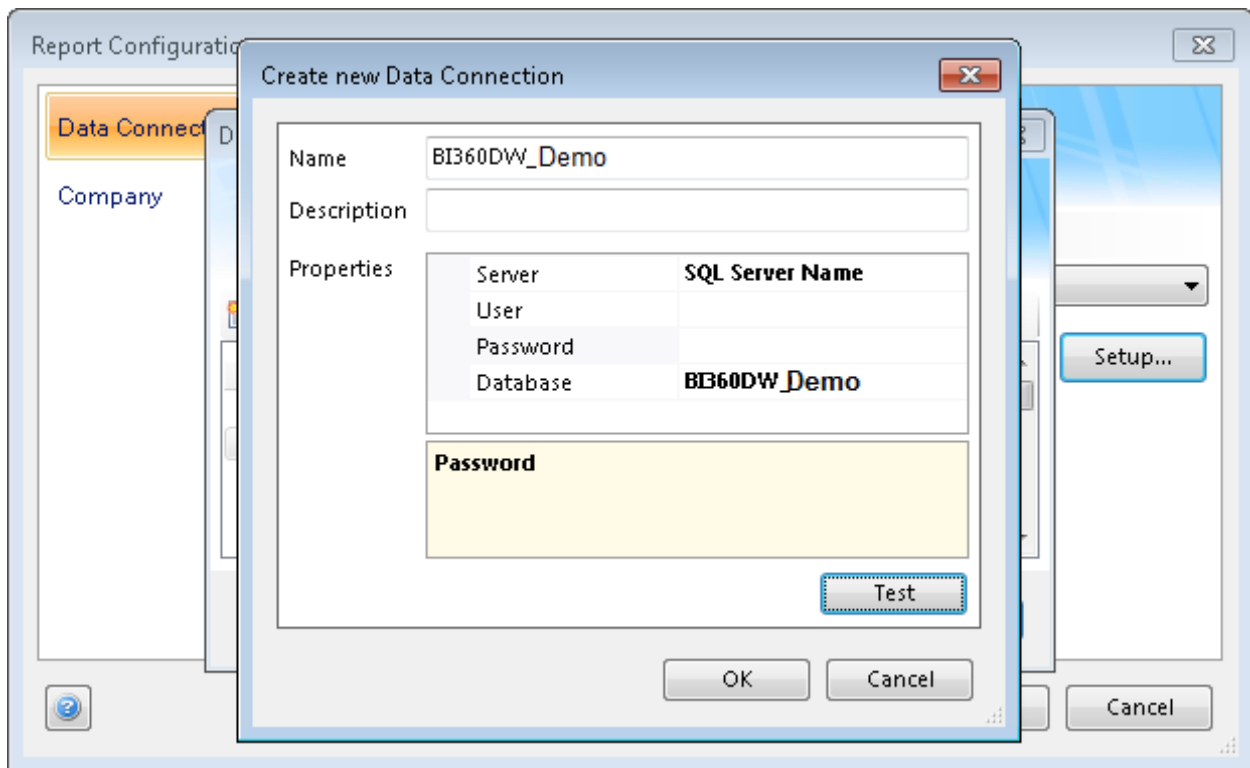 Report Configuratio
Create new Data Connection
Data Connect
D
Company
Name
BI360DW_Demo
Description
Properties
Server
SQL Server Name
User
Password
Database
BI360DW_Demo
Password
Setup...
Test
OK
Cancel
Cancel